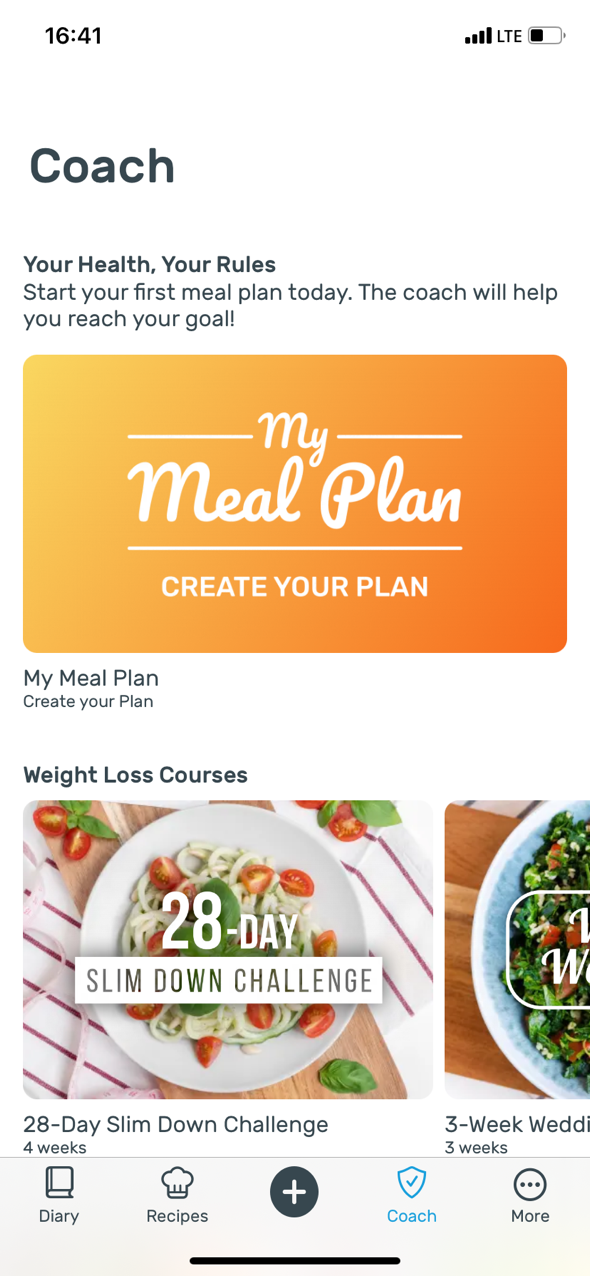 16:41
LTE
Coach
Your Health, Your Rules
Start your first meal plan today. The coach will help
you reach your goal!
My
Meal Plan
CREATE YOUR PLAN
My Meal Plan
Create your Plan
Weight Loss Courses
28-DAY
SLIM DOWN CHALLENGE
28-Day Slim Down Challenge
3-Week
4 weeks
3 weeks
Diary
Recipes
Coach
More